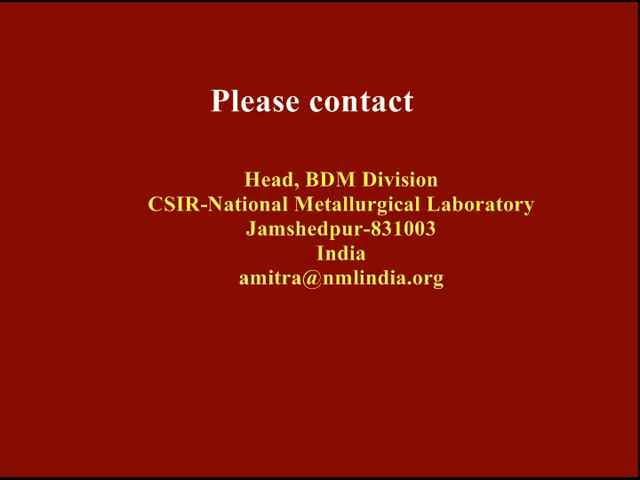 Please contact
Head, BDM Division
CSIR-National Metallurgical Laboratory
Jamshedpur-831003
India
amitra@nmlindia.org